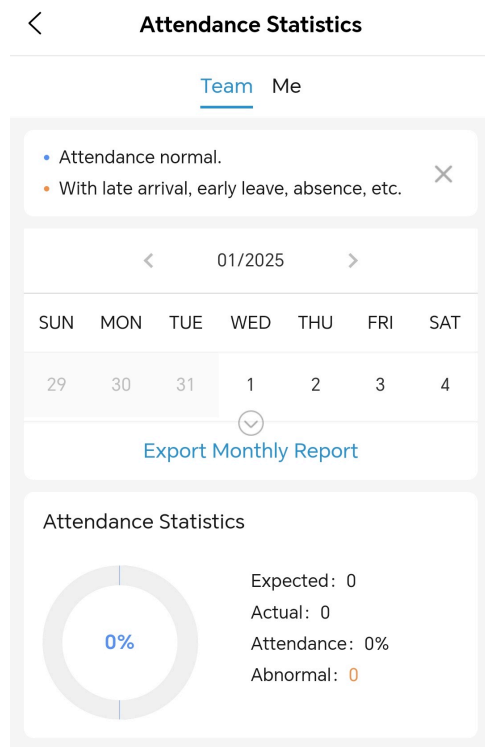 Attendance Statistics
Team Me
Attendance normal.
With late arrival, early leave, absence, etc.
01/2025
SUN MON TUE WED THU FRI SAT
29 30 31 1 2 3 4
Export Monthly Report
Attendance Statistics
0%
Expected: 0
Actual: 0
Attendance: 0%
Abnormal: 0